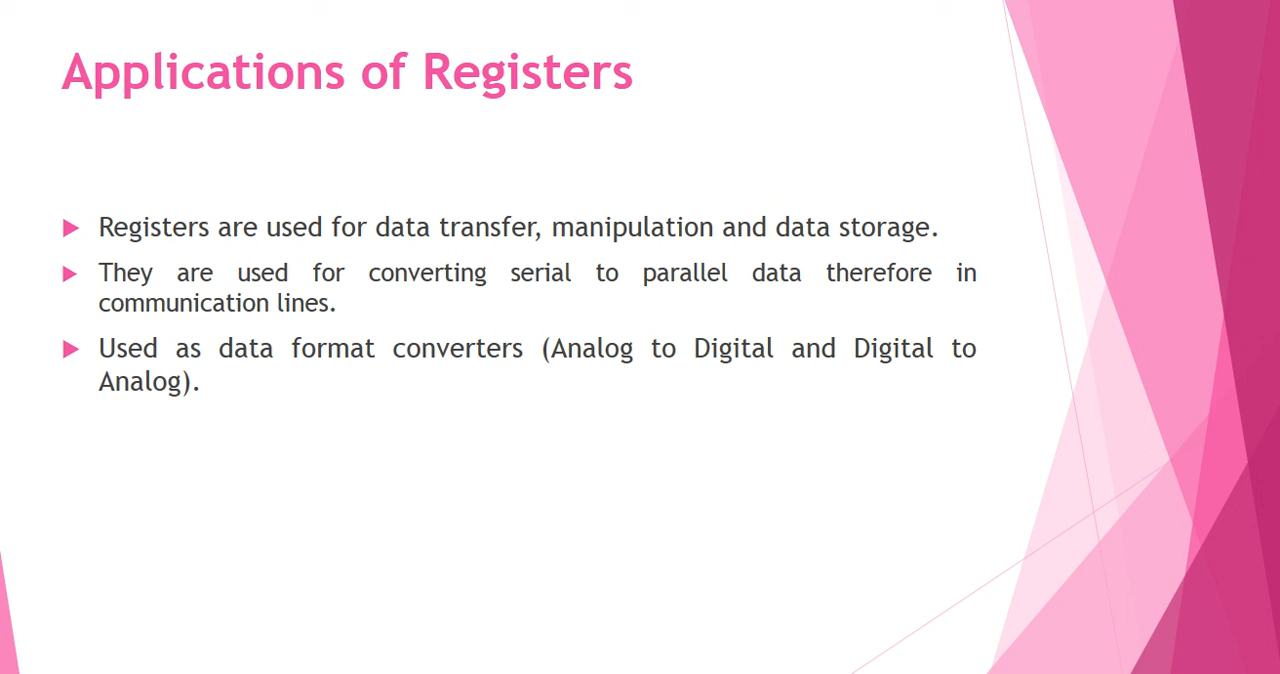 Applications of Registers
Registers are used for data transfer, manipulation and data storage.
They are used for converting serial to parallel data therefore in
communication lines.
Used as data format converters (Analog to Digital and Digital to
Analog).